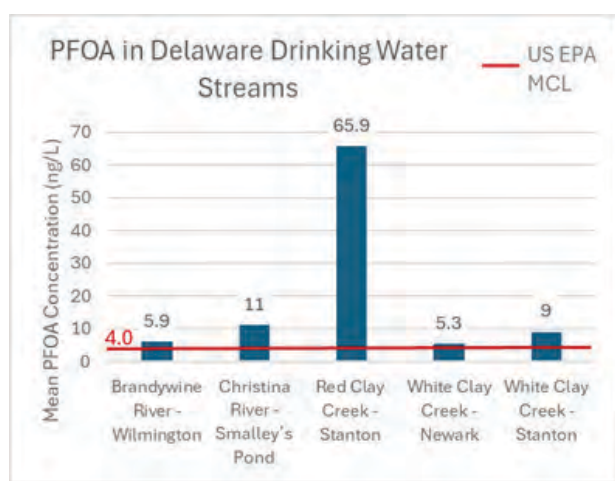 PFOA in Delaware Drinking Water
Streams
US EPA
MCL
Mean PFOA Concentration (ng/L)
70
60
50
40
30
20
10
0
4.0
5.9
11
65.9
5.3
9
Brandywine
River -
Wilmington
Christina
River -
Smalley's
Pond
Red Clay
Creek -
Stanton
White Clay
Creek -
Newark
White Clay
Creek -
Stanton